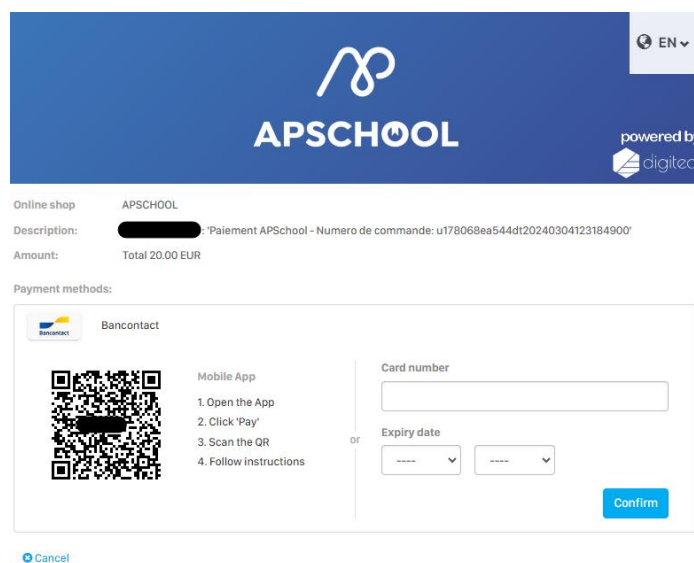 EN
APSCHOOL
powered by
digitec
Online shop APSCHOOL
Description: : 'Paiement APSchool - Numero de commande: u178068ea544dt20240304123184900'
Amount: Total 20.00 EUR
Payment methods:
Bancontact Bancontact
Mobile App
1. Open the App
2. Click 'Pay'
3. Scan the QR
4. Follow instructions
or
Card number
Expiry date
---- ----
Confirm
Cancel